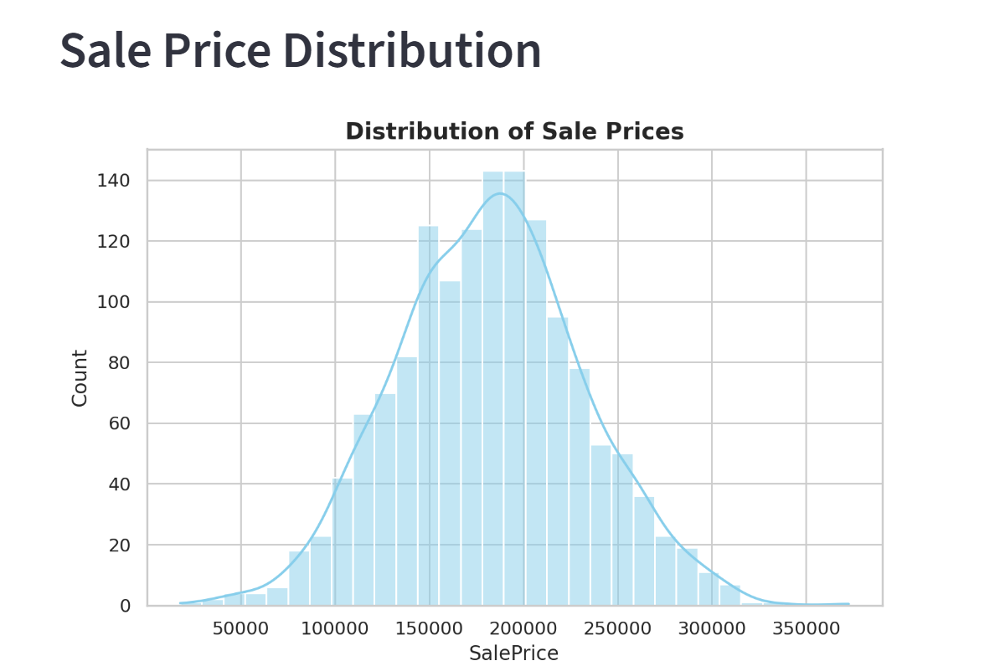 Sale Price Distribution
Distribution of Sale Prices
140
120
100
80
60
40
20
0
Count
50000 100000 150000 200000 250000 300000 350000
SalePrice